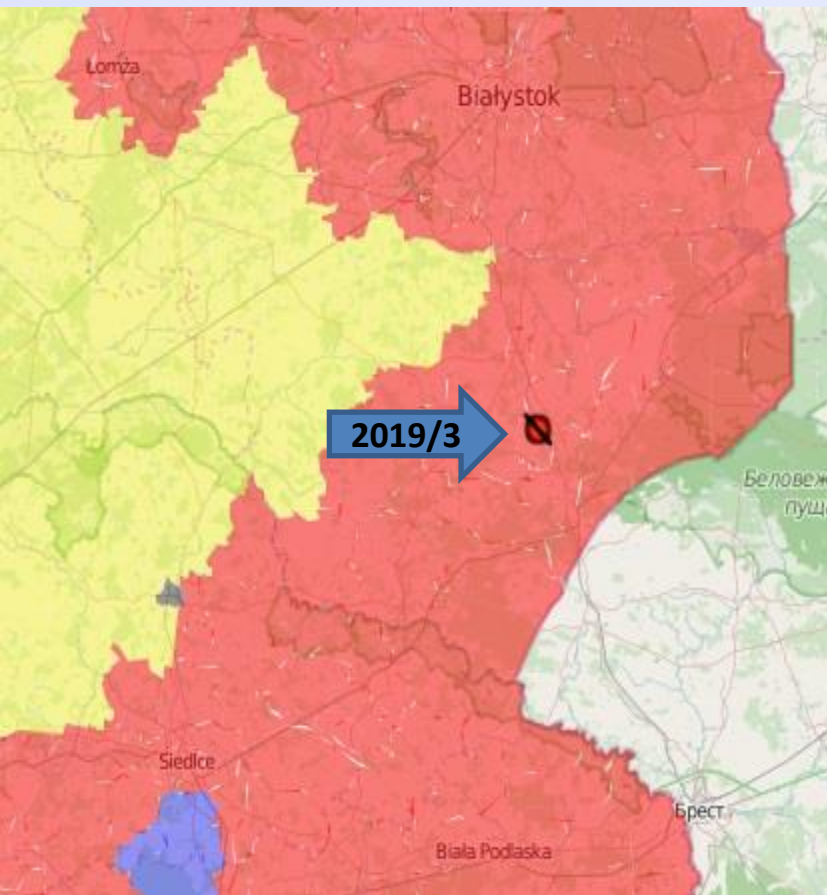 Łomża
Białystok
2019/3
Беловеж
пущ
Siedlce
Брест
Biała Podlaska